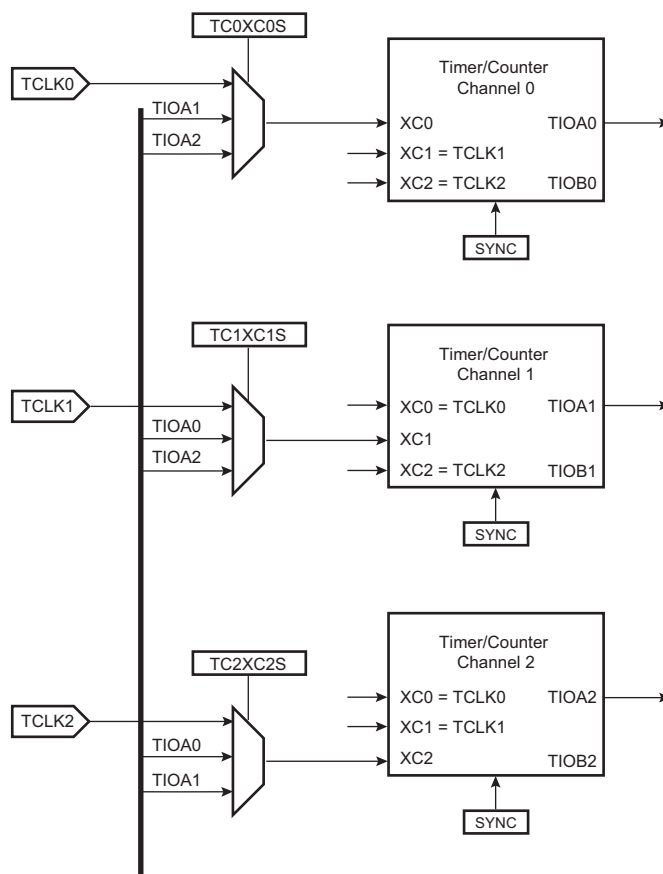 TC0XC0S
TCLK0
TIOA1
TIOA2
Timer/Counter
Channel 0
XC0
TIOA0
XC1 = TCLK1
XC2 = TCLK2
TIOB0
SYNC
TC1XC1S
TCLK1
TIOA0
TIOA2
Timer/Counter
Channel 1
XC0 = TCLK0
TIOA1
XC1
XC2 = TCLK2
TIOB1
SYNC
TC2XC2S
TCLK2
TIOA0
TIOA1
Timer/Counter
Channel 2
XC0 = TCLK0
TIOA2
XC1 = TCLK1
XC2
TIOB2
SYNC